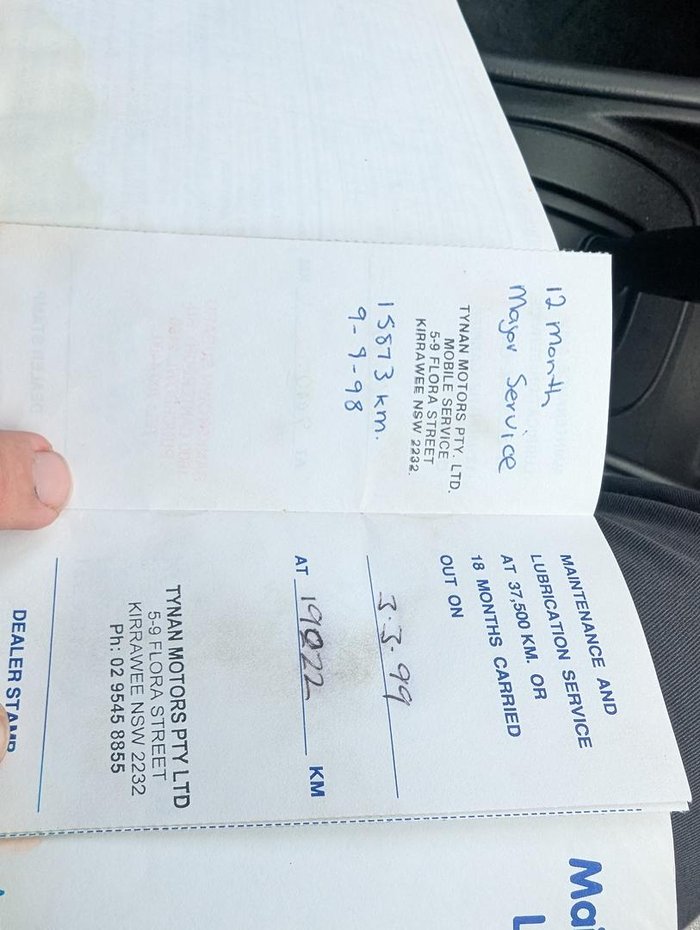 12 Month
Major Service
TYNAN MOTORS PTY. LTD.
MOBILE SERVICE
5-9 FLORA STREET
KIRRAWEE NSW 2232.
15873 km.
9-9-98
MAINTENANCE AND
LUBRICATION SERVICE
AT 37,500 KM. OR
18 MONTHS CARRIED
OUT ON
3.3.99
AT 19022 KM
TYNAN MOTORS PTY LTD
5-9 FLORA STREET
KIRRAWEE NSW 2232
Ph: 02 9545 8855
DEALER STAMP